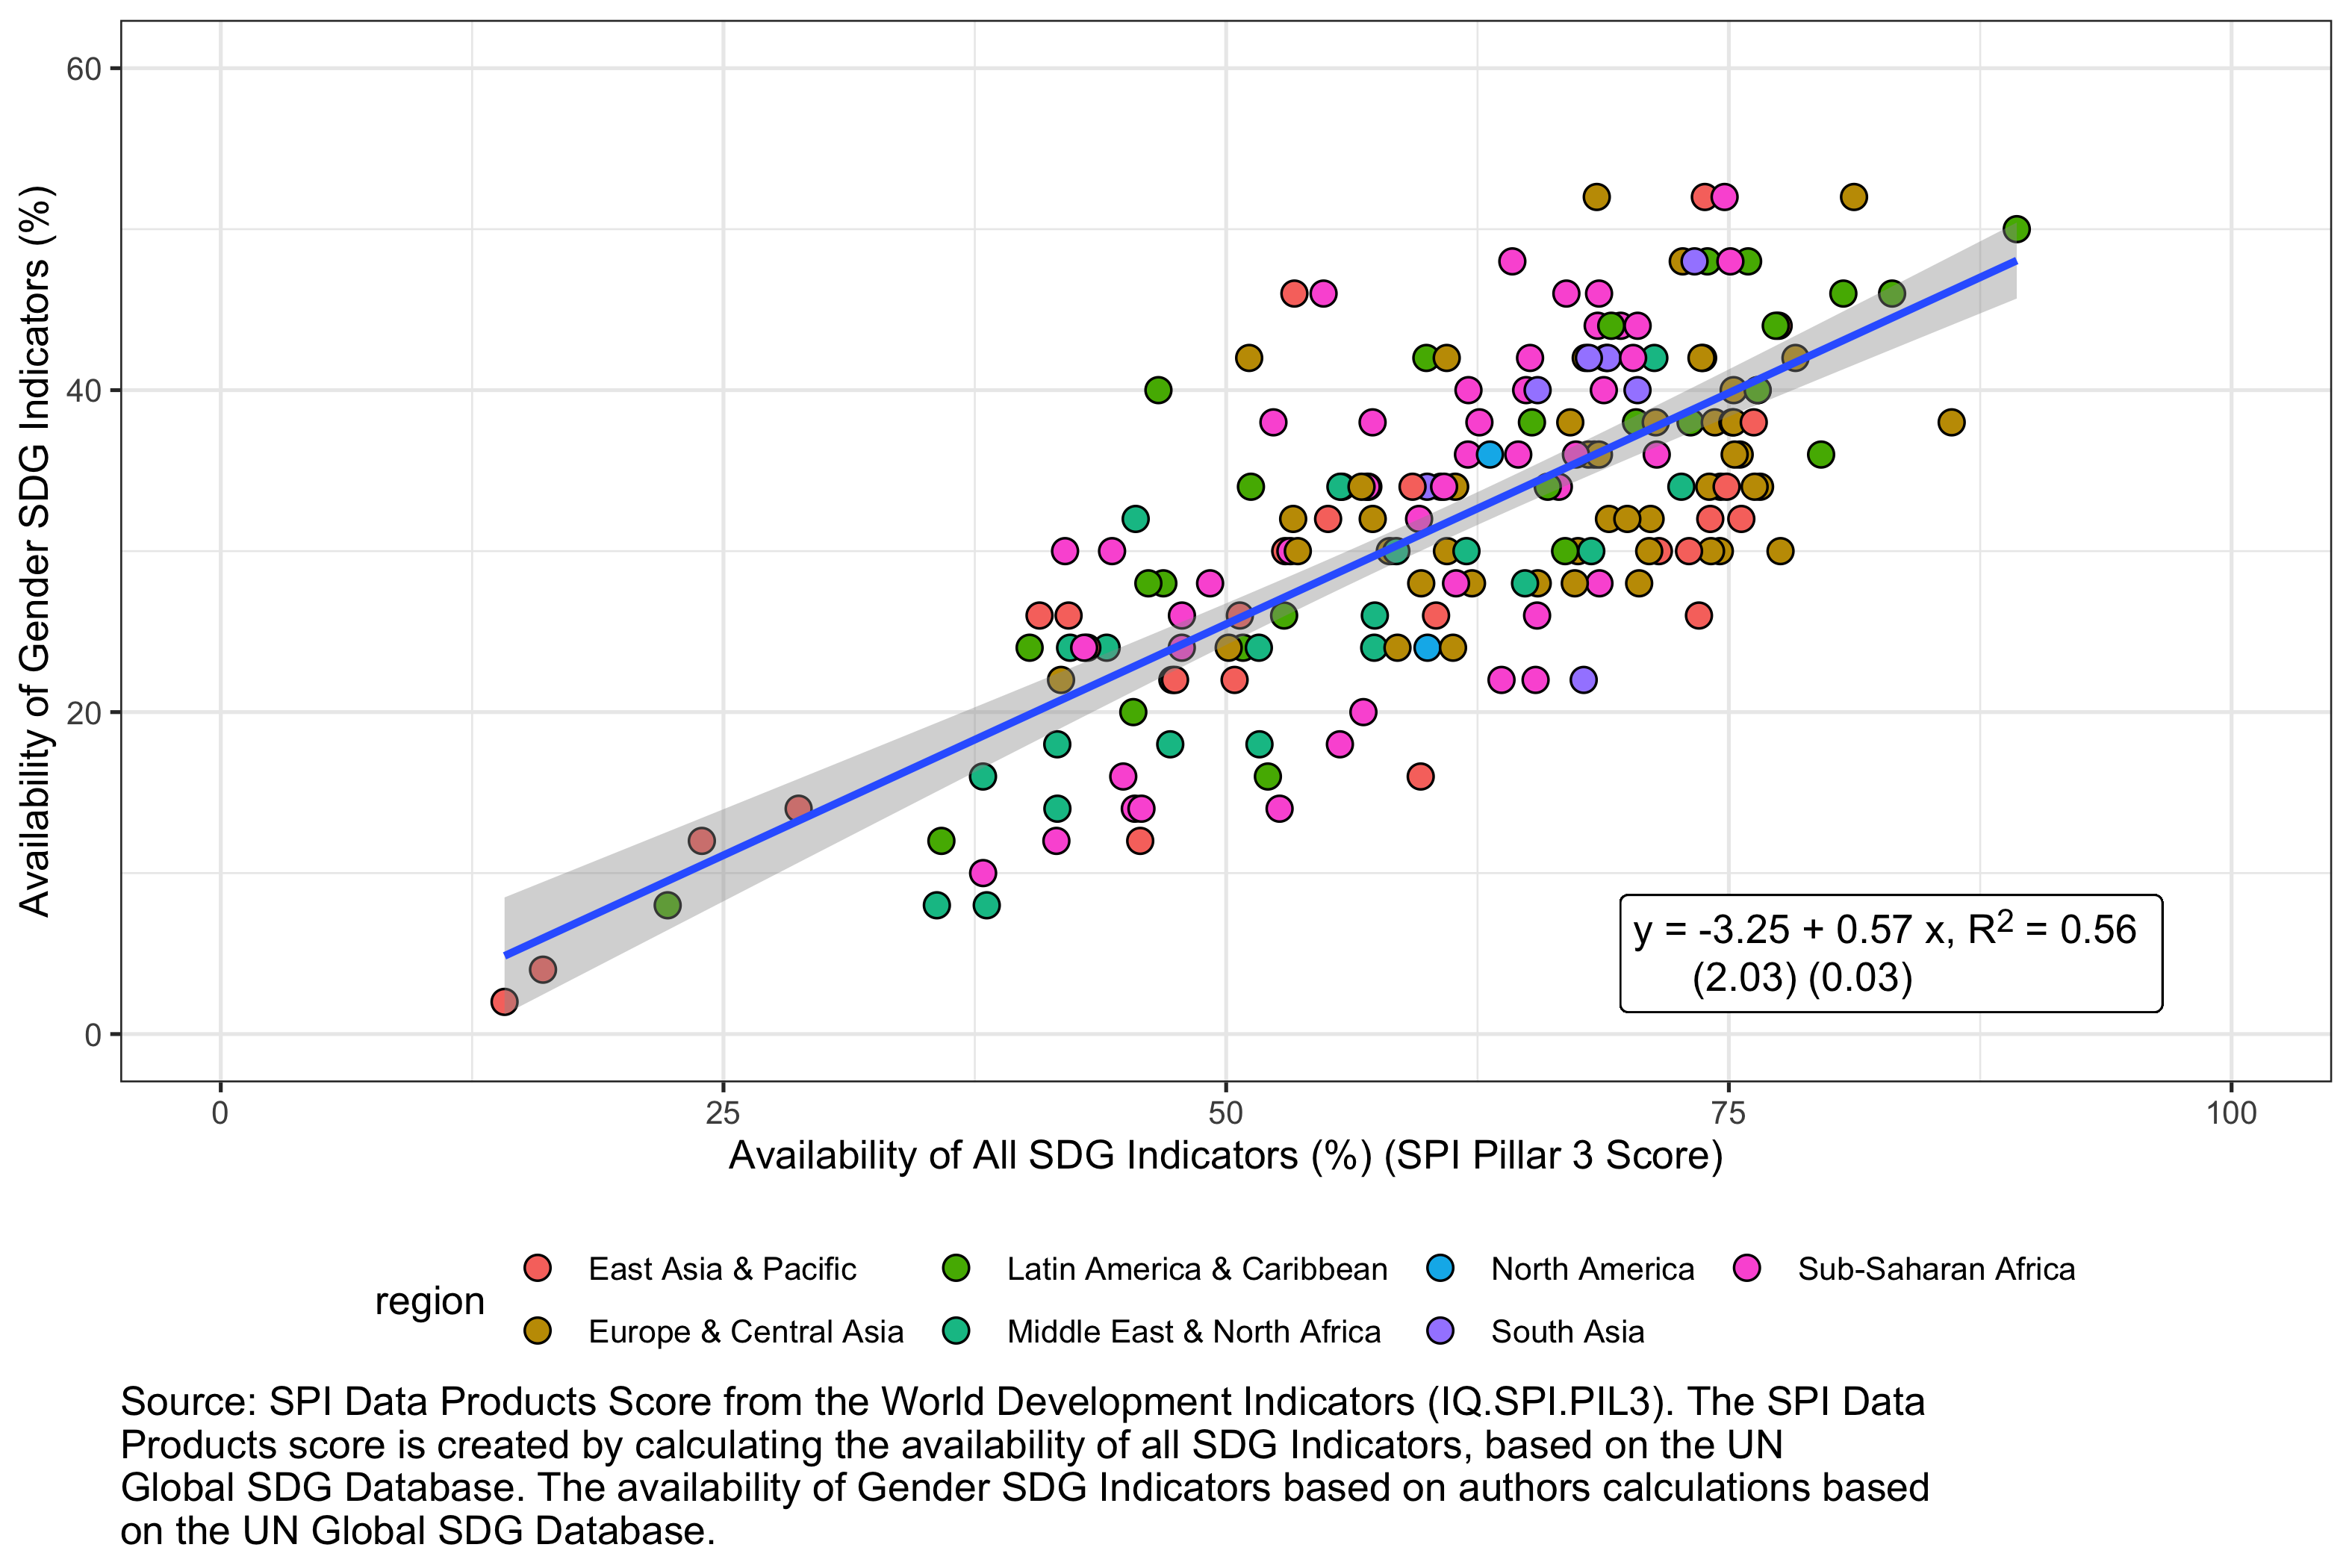 60
40
20
0
Availability of Gender SDG Indicators (%)
y = -3.25 + 0.57 x, R² = 0.56
(2.03) (0.03)
0 25 50 75 100
Availability of All SDG Indicators (%) (SPI Pillar 3 Score)
region
East Asia & Pacific Latin America & Caribbean North America Sub-Saharan Africa
Europe & Central Asia Middle East & North Africa South Asia
Source: SPI Data Products Score from the World Development Indicators (IQ.SPI.PIL3). The SPI Data
Products score is created by calculating the availability of all SDG Indicators, based on the UN
Global SDG Database. The availability of Gender SDG Indicators based on authors calculations based
on the UN Global SDG Database.